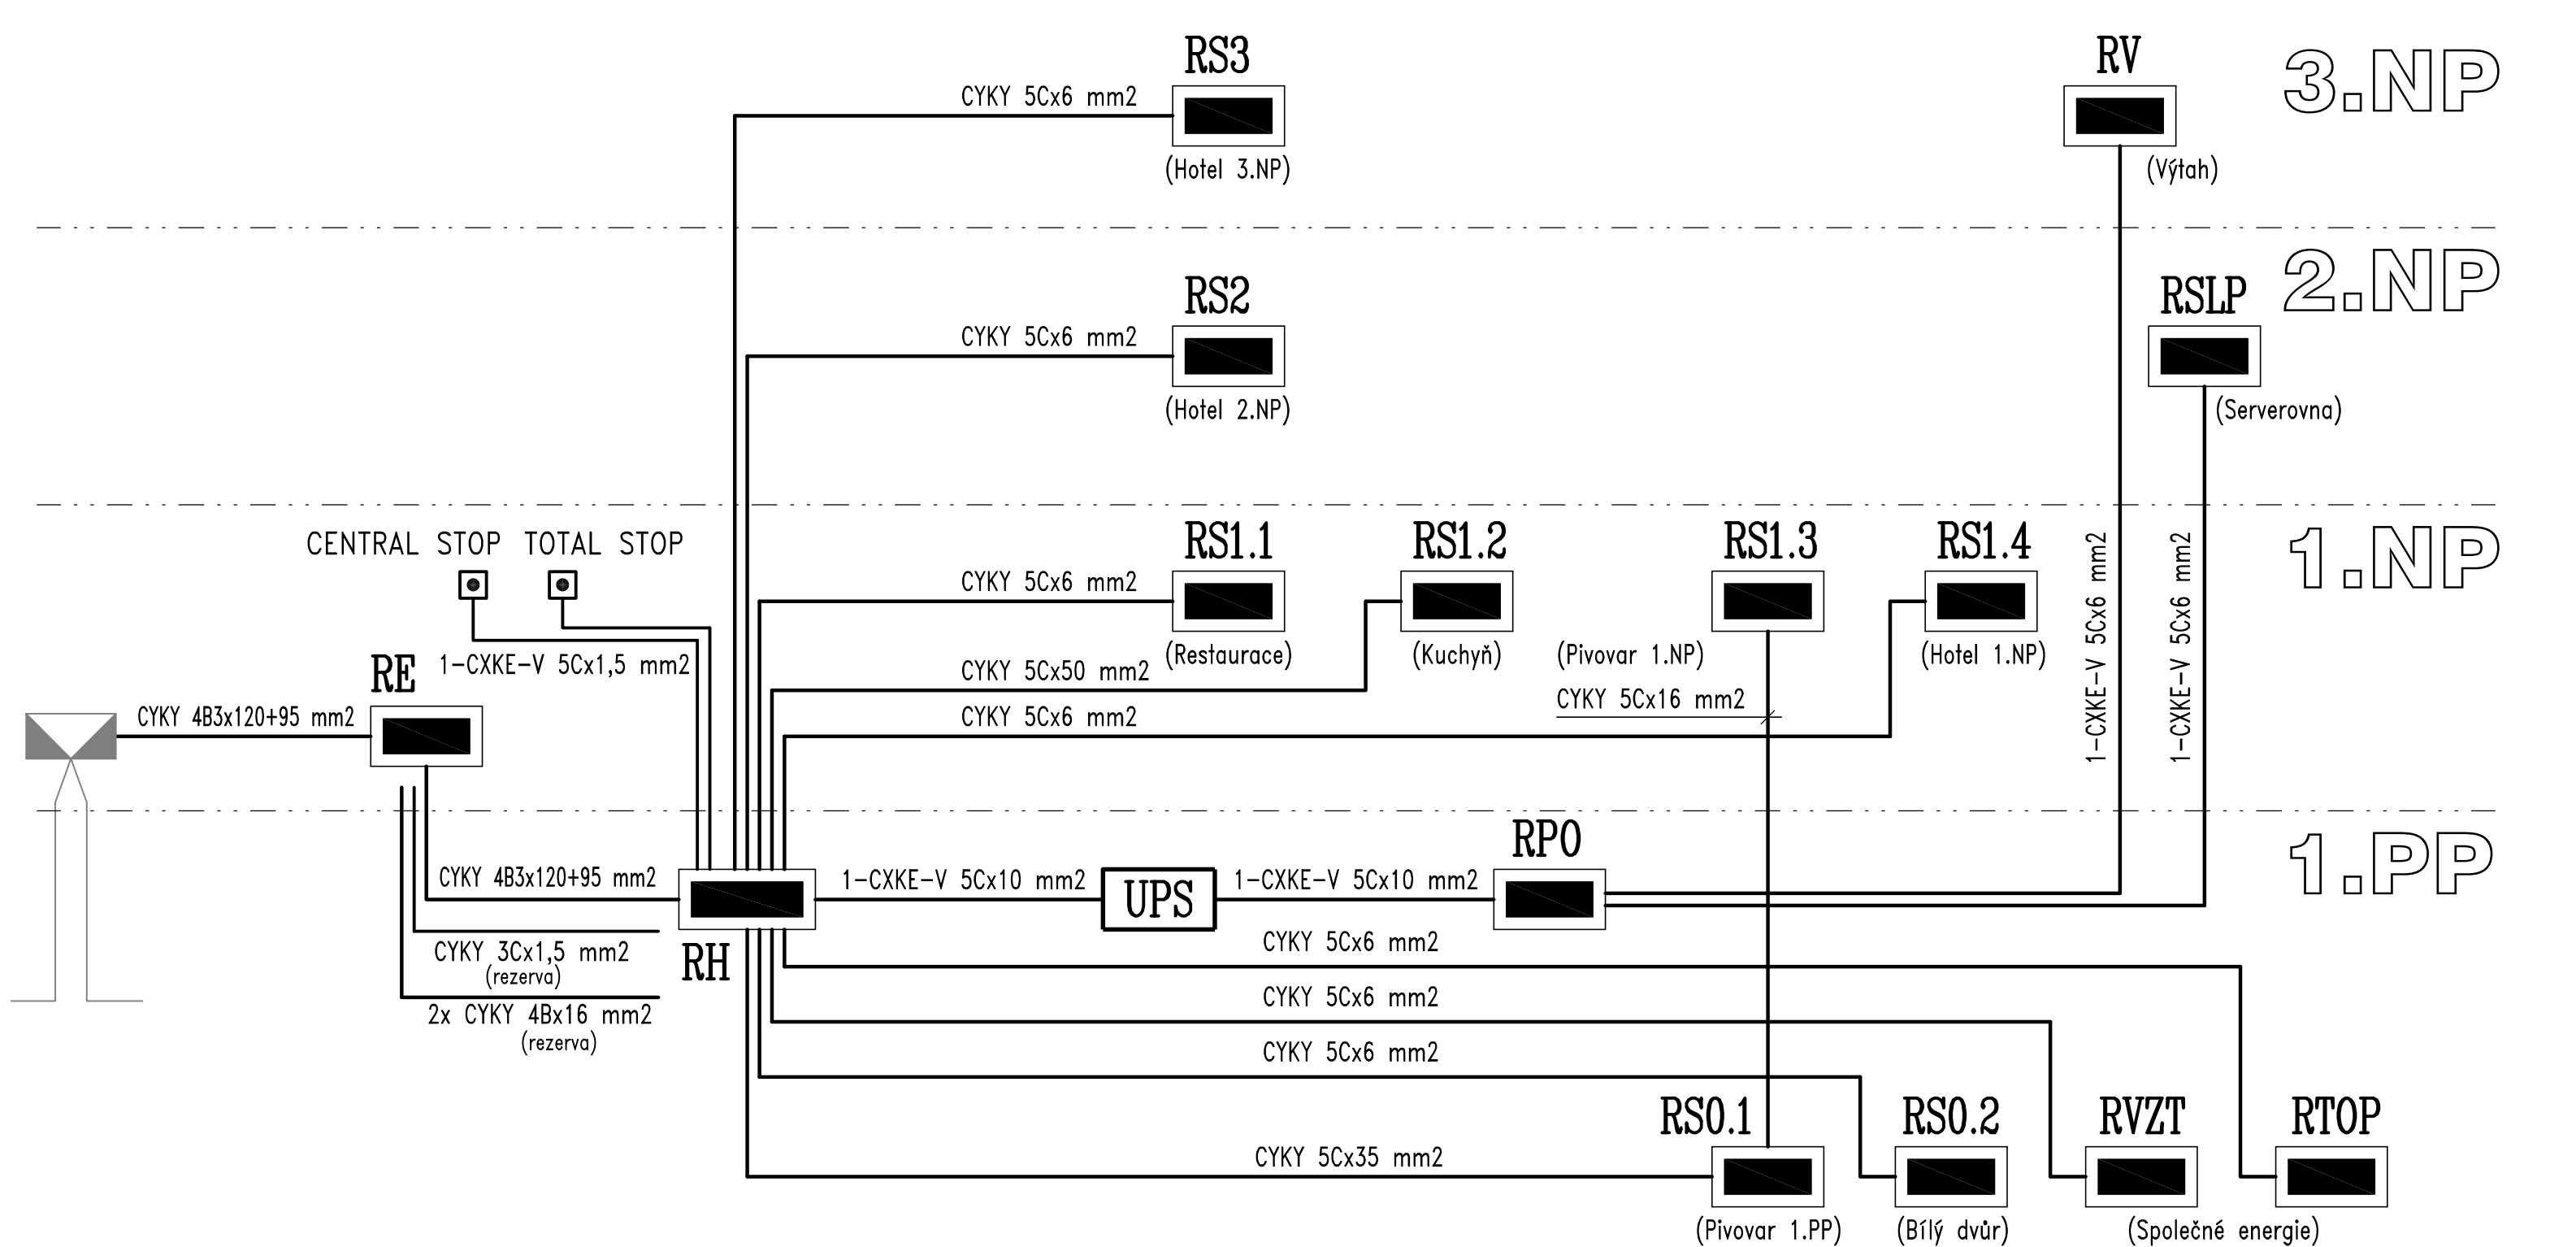 RS3
RV
3.NP
CYKY 5Cx6 mm2
(Hotel 3.NP)
(Výtah)
2.NP
RS2
RSLP
CYKY 5Cx6 mm2
(Hotel 2.NP)
(Serverovna)
CENTRAL STOP
TOTAL STOP
RS1.1
RS1.2
RS1.3
RS1.4
1.NP
CYKY 5Cx6 mm2
1-CXKE-V 5Cx6 mm2
1-CXKE-V 5Cx6 mm2
RE
1-CXKE-V 5Cx1,5 mm2
(Restaurace)
(Kuchyň)
(Pivovar 1.NP)
(Hotel 1.NP)
CYKY 5Cx50 mm2
CYKY 5Cx16 mm2
CYKY 4B3x120+95 mm2
CYKY 5Cx6 mm2
RPO
1.PP
CYKY 4B3x120+95 mm2
1-CXKE-V 5Cx10 mm2
UPS
1-CXKE-V 5Cx10 mm2
RH
CYKY 5Cx6 mm2
CYKY 3Cx1,5 mm2
(rezerva)
CYKY 5Cx6 mm2
2x CYKY 4Bx16 mm2
(rezerva)
CYKY 5Cx6 mm2
RS0.1
RS0.2
RVZT
RTOP
CYKY 5Cx35 mm2
(Pivovar 1.PP)
(Bílý dvůr)
(Společné energie)